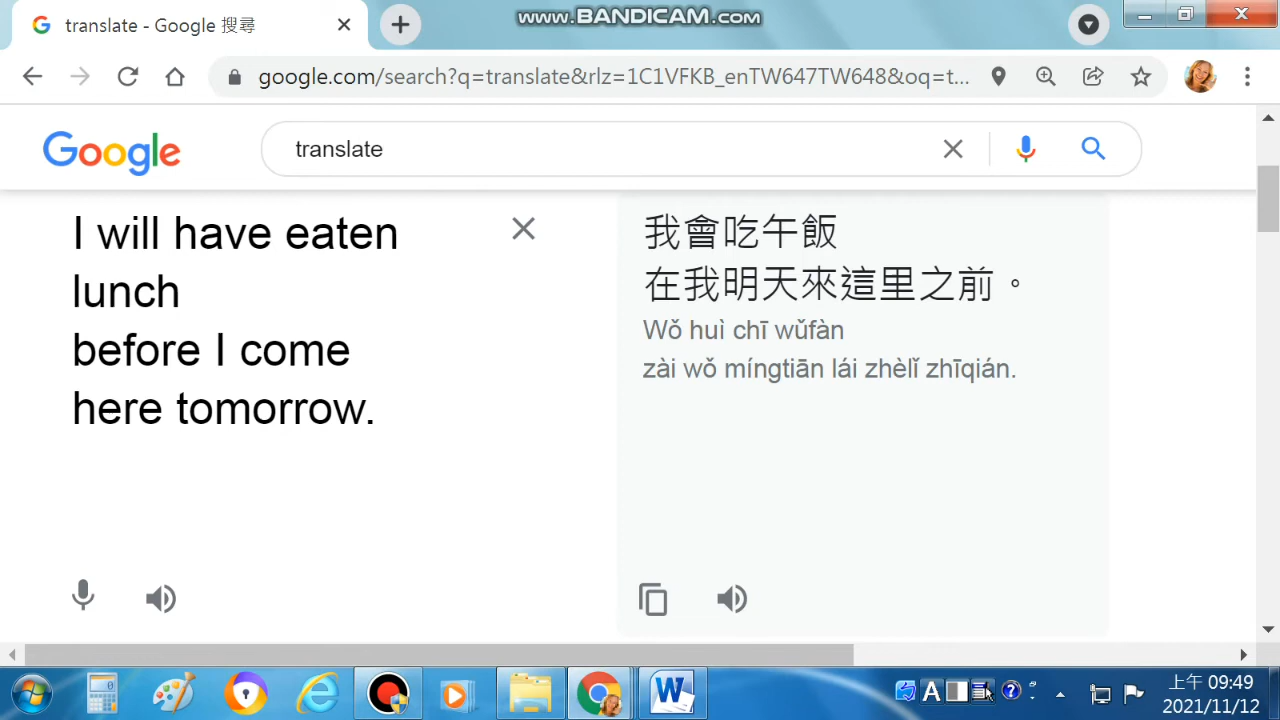 www.BANDICAM.com
translate - Google 搜尋
google.com/search?q=translate&rlz=1C1VFKB_enTW647TW648&oq=t...
Google
translate
I will have eaten
lunch
before I come
here tomorrow.
我會吃午飯
在我明天來這里之前。
Wǒ huì chī wǔfàn
zài wǒ míngtiān lái zhèlǐ zhīqián.
上午 09:49
2021/11/12